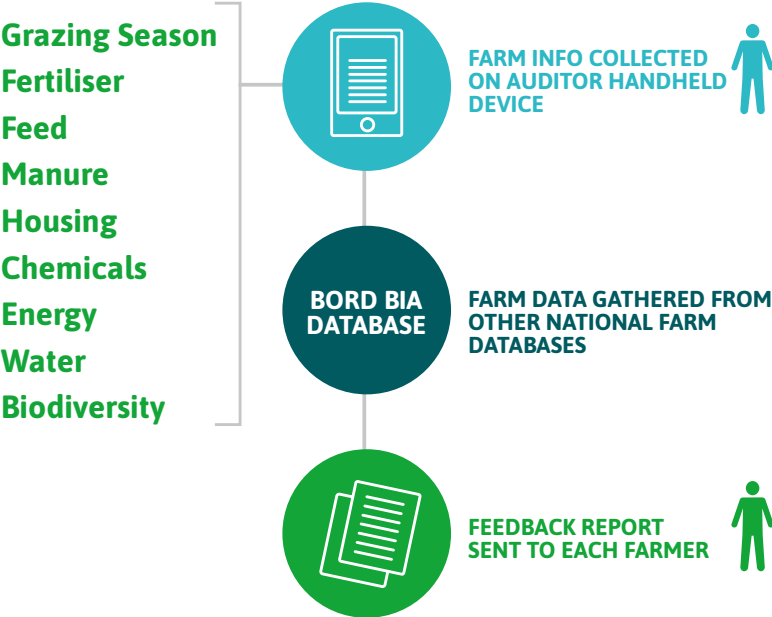 Grazing Season
Fertiliser
Feed
Manure
Housing
Chemicals
Energy
Water
Biodiversity
FARM INFO COLLECTED
ON AUDITOR HANDHELD
DEVICE
BORD BIA
DATABASE
FARM DATA GATHERED FROM
OTHER NATIONAL FARM
DATABASES
FEEDBACK REPORT
SENT TO EACH FARMER